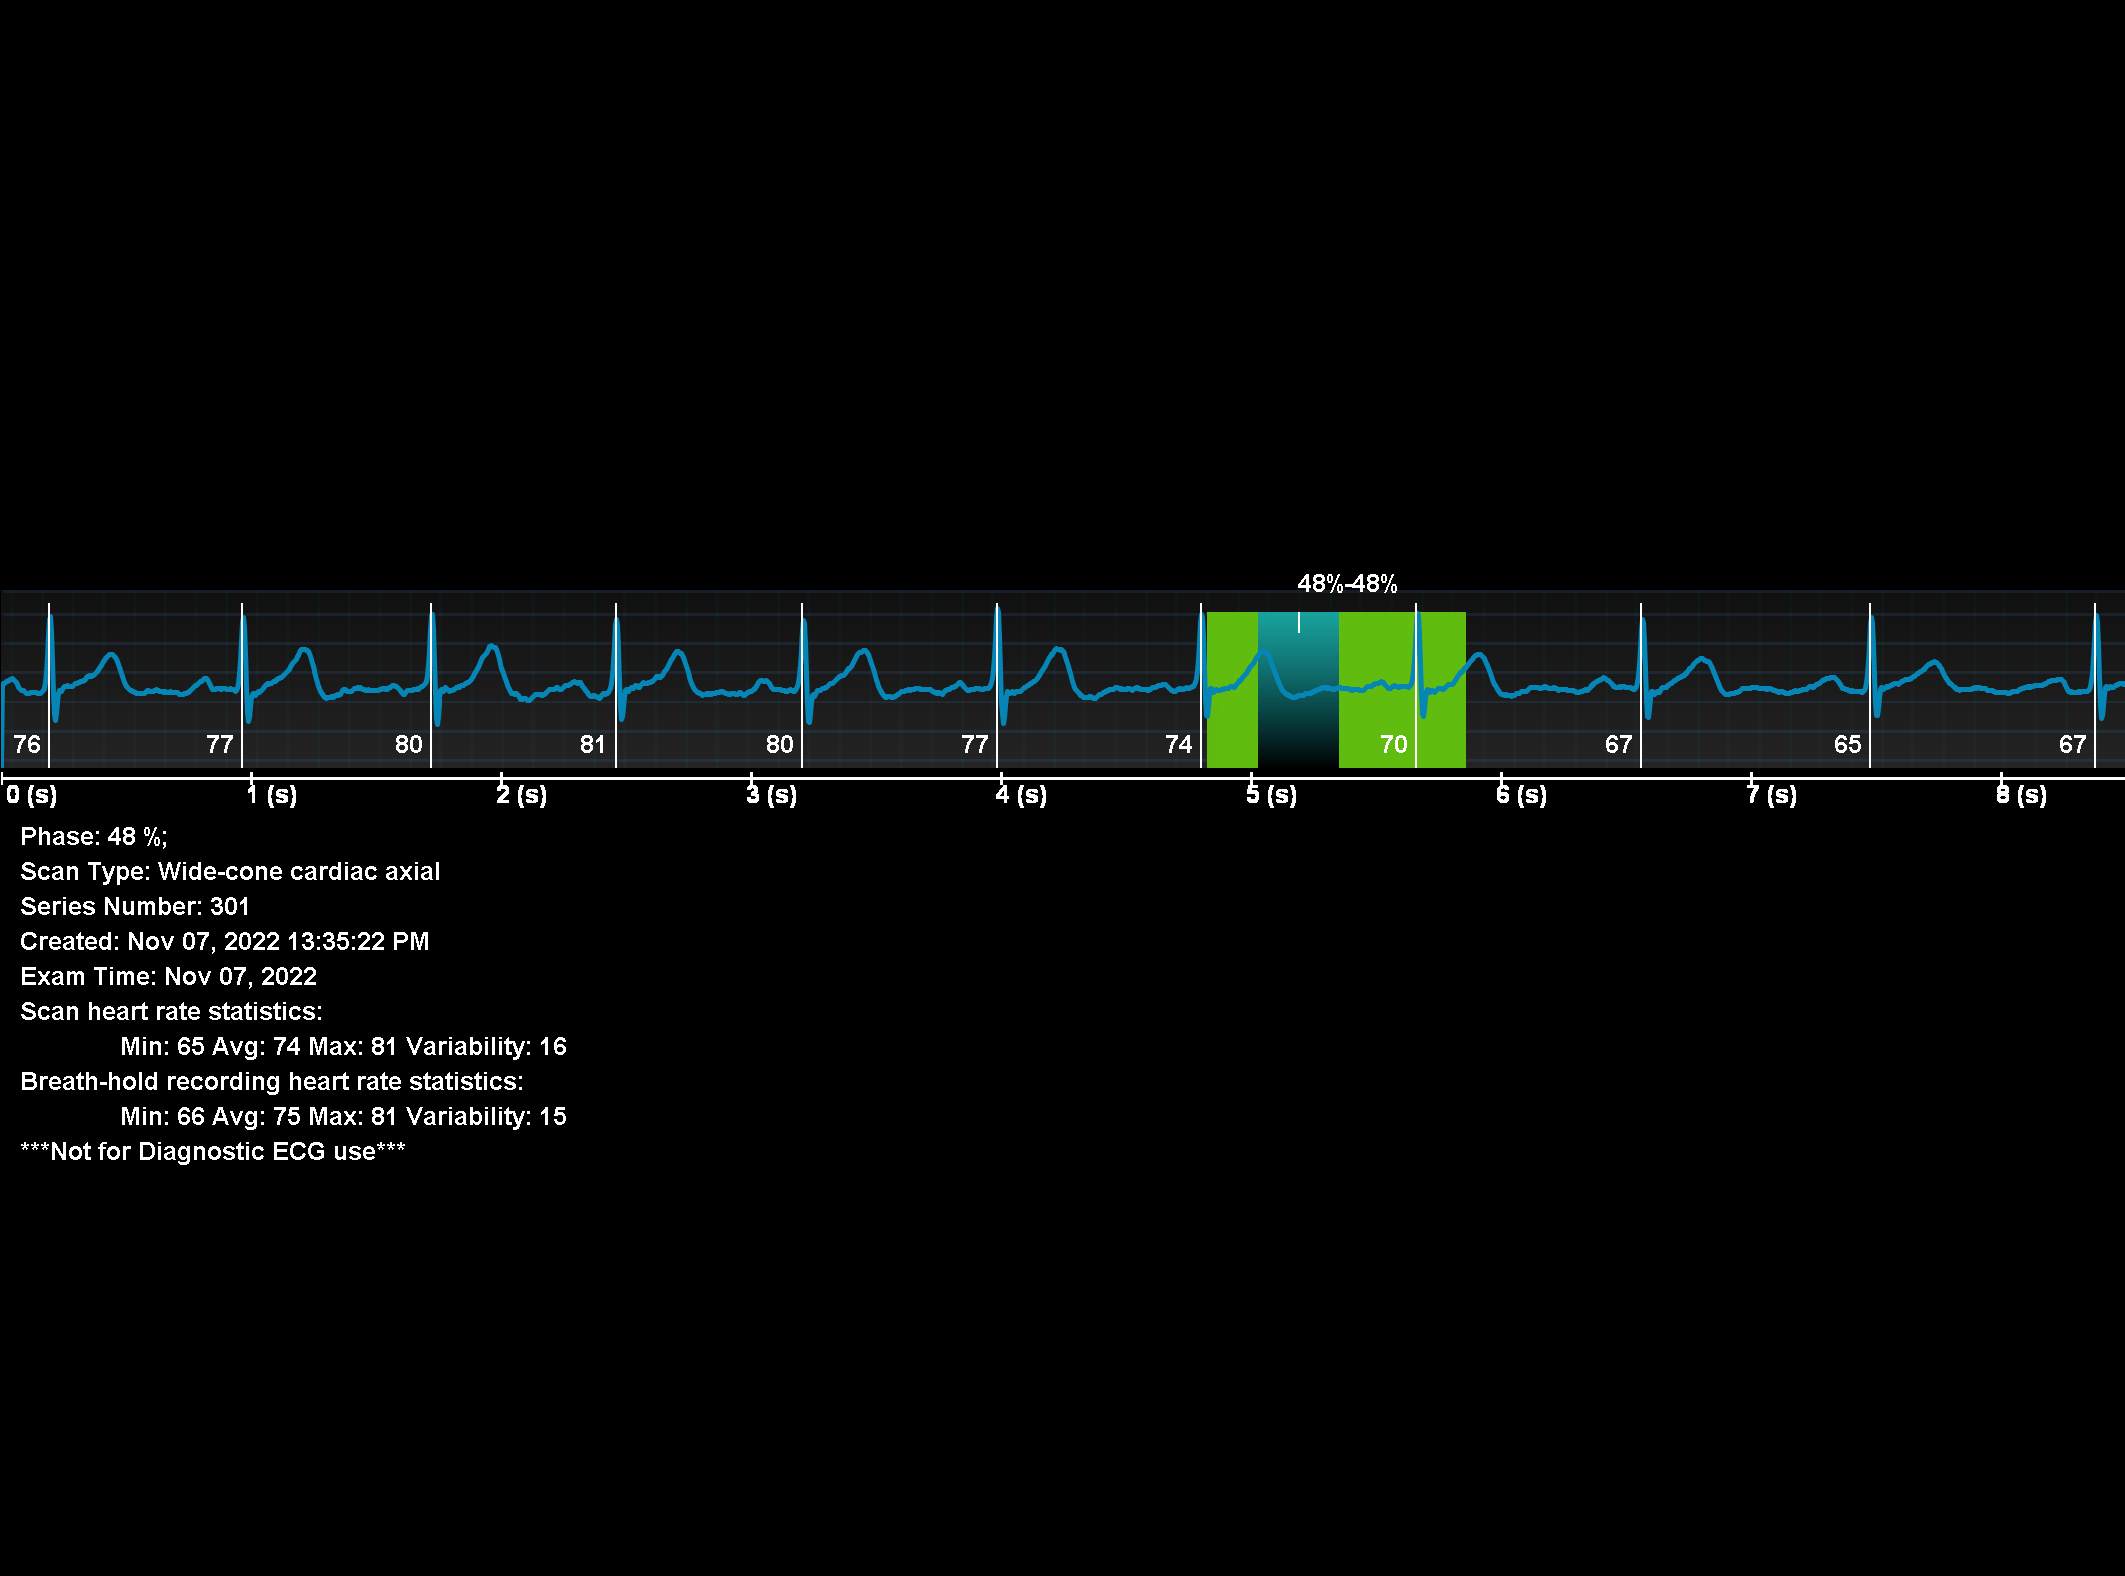 48%-48%
76 77 80 81 80 77 74 70 67 65 67
0 (s) 1 (s) 2 (s) 3 (s) 4 (s) 5 (s) 6 (s) 7 (s) 8 (s)
Phase: 48 %;
Scan Type: Wide-cone cardiac axial
Series Number: 301
Created: Nov 07, 2022 13:35:22 PM
Exam Time: Nov 07, 2022
Scan heart rate statistics:
Min: 65 Avg: 74 Max: 81 Variability: 16
Breath-hold recording heart rate statistics:
Min: 66 Avg: 75 Max: 81 Variability: 15
***Not for Diagnostic ECG use***